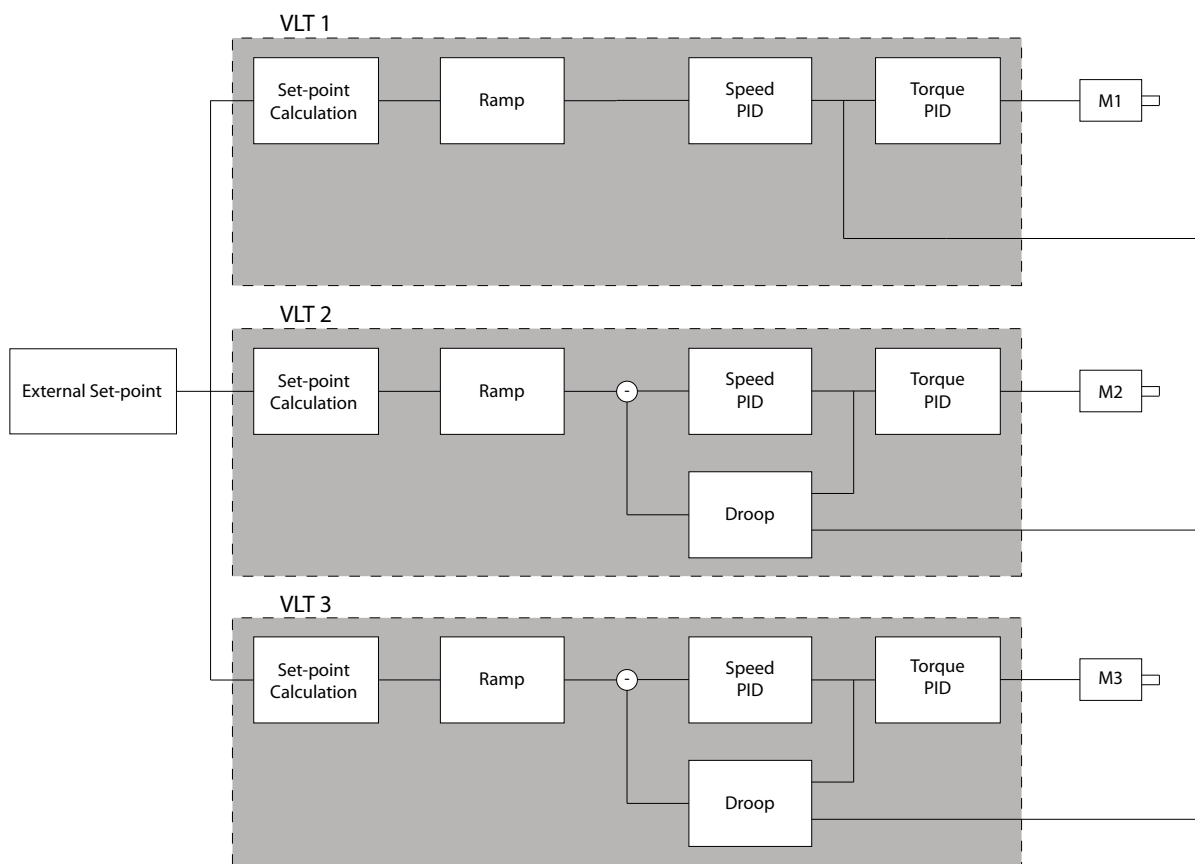 VLT 1
Set-point
Calculation
Ramp
Speed
PID
Torque
PID
M1
VLT 2
External Set-point
Set-point
Calculation
Ramp
-
Speed
PID
Torque
PID
M2
Droop
VLT 3
Set-point
Calculation
Ramp
-
Speed
PID
Torque
PID
M3
Droop